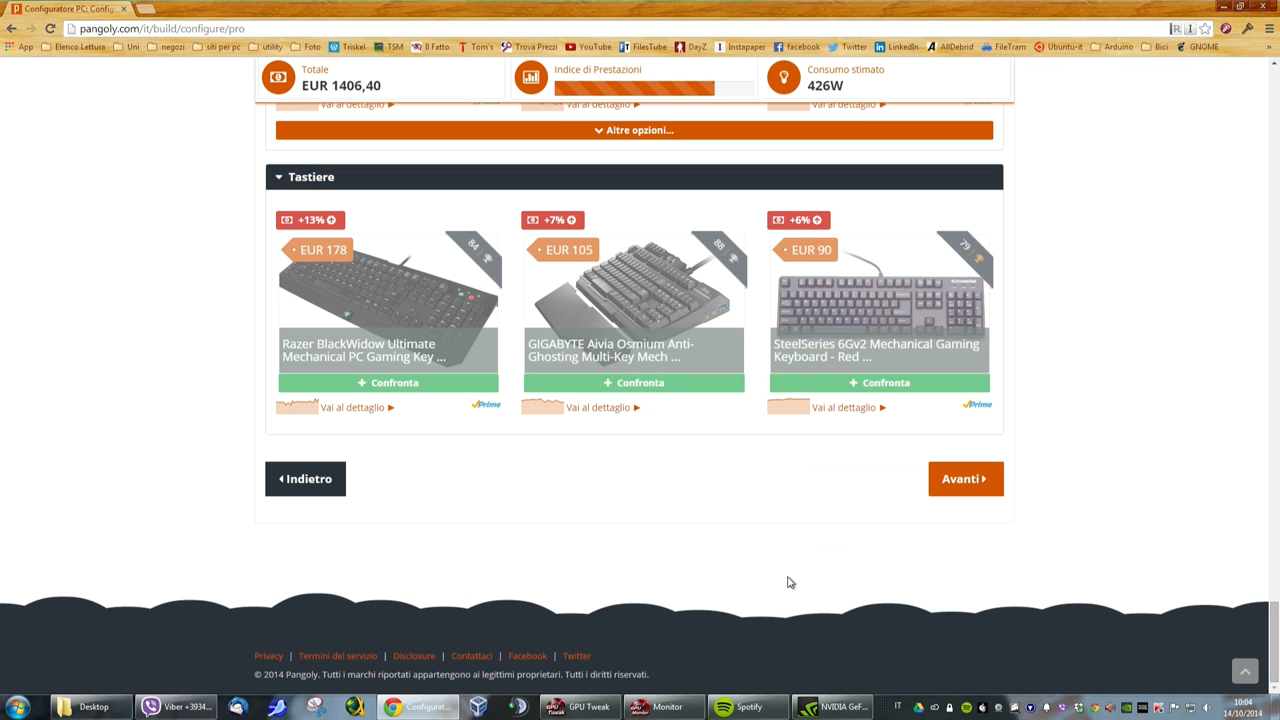 Configuratore PC: Config
pangoly.com/it/build/configure/pro
App Elenco Lettura Uni negozi siti per pc utility Foto Triskel TSM Il Fatto Tom's Trova Prezzi YouTube FilesTube DayZ Instapaper facebook Twitter LinkedIn AllDebrid FileTram Ubuntu-it Arduino Bici GNOME
Totale
EUR 1406,40
Indice di Prestazioni
Consumo stimato
426W
Vai al dettaglio
Vai al dettaglio
Vai al dettaglio
Altre opzioni...
Tastiere
+13%
+7%
+6%
EUR 178
84
EUR 105
88
EUR 90
79
Razer BlackWidow Ultimate
Mechanical PC Gaming Key ...
GIGABYTE Aivia Osmium Anti-
Ghosting Multi-Key Mech ...
SteelSeries 6Gv2 Mechanical Gaming
Keyboard - Red ...
+ Confronta
+ Confronta
+ Confronta
Vai al dettaglio
Prime
Vai al dettaglio
Vai al dettaglio
Prime
Indietro
Avanti
Privacy | Termini del servizio | Disclosure | Contattaci | Facebook | Twitter
© 2014 Pangoly. Tutti i marchi riportati appartengono ai legittimi proprietari. Tutti i diritti riservati.
Desktop
Viber +3934...
Configurat...
GPU Tweak
Monitor
Spotify
NVIDIA GeF...
IT
10:04
14/10/2014